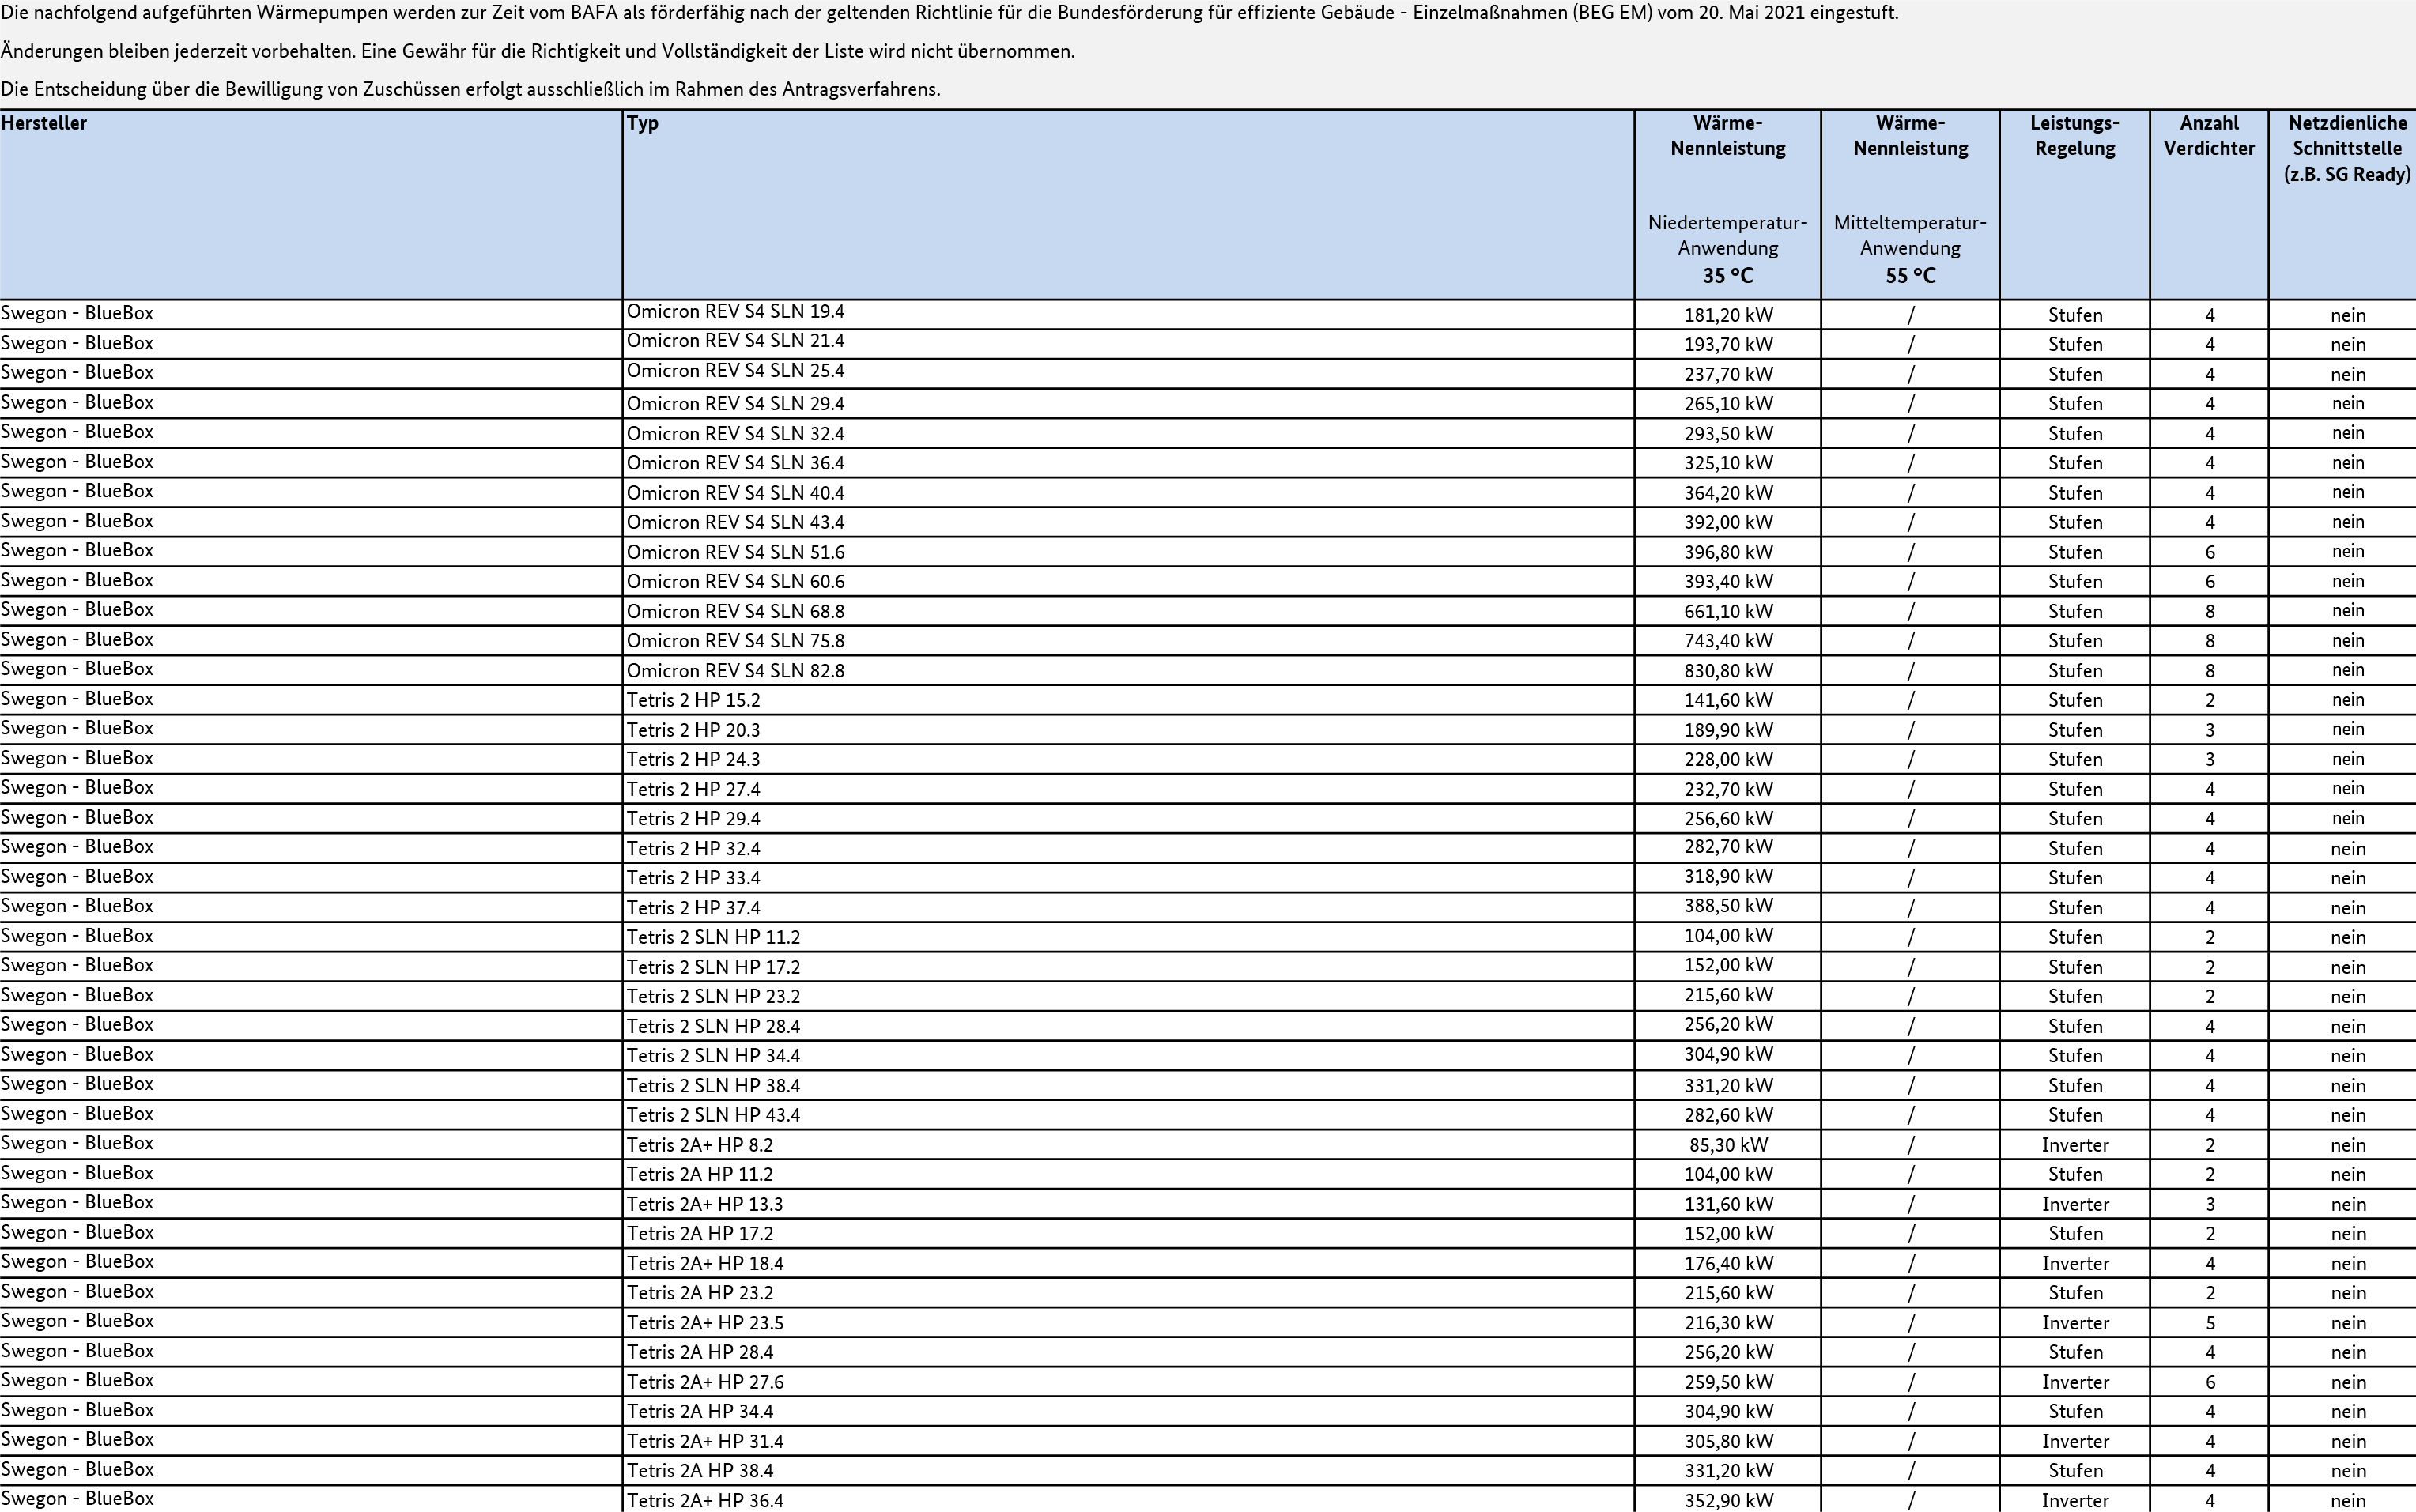 Die nachfolgend aufgeführten Wärmepumpen werden zur Zeit vom BAFA als förderfähig nach der geltenden Richtlinie für die Bundesförderung für effiziente Gebäude - Einzelmaßnahmen (BEG EM) vom 20. Mai 2021 eingestuft.
Änderungen bleiben jederzeit vorbehalten. Eine Gewähr für die Richtigkeit und Vollständigkeit der Liste wird nicht übernommen.
Die Entscheidung über die Bewilligung von Zuschüssen erfolgt ausschließlich im Rahmen des Antragsverfahrens.
Hersteller Typ Wärme- Wärme- Leistungs- Anzahl Netzdienliche
Nennleistung Nennleistung Regelung Verdichter Schnittstelle
(z.B. SG Ready)
Niedertemperatur- Mitteltemperatur-
Anwendung Anwendung
35 °C 55 °C
Swegon - BlueBox Omicron REV S4 SLN 19.4 181,20 kW / Stufen 4 nein
Swegon - BlueBox Omicron REV S4 SLN 21.4 193,70 kW / Stufen 4 nein
Swegon - BlueBox Omicron REV S4 SLN 25.4 237,70 kW / Stufen 4 nein
Swegon - BlueBox Omicron REV S4 SLN 29.4 265,10 kW / Stufen 4 nein
Swegon - BlueBox Omicron REV S4 SLN 32.4 293,50 kW / Stufen 4 nein
Swegon - BlueBox Omicron REV S4 SLN 36.4 325,10 kW / Stufen 4 nein
Swegon - BlueBox Omicron REV S4 SLN 40.4 364,20 kW / Stufen 4 nein
Swegon - BlueBox Omicron REV S4 SLN 43.4 392,00 kW / Stufen 4 nein
Swegon - BlueBox Omicron REV S4 SLN 51.6 396,80 kW / Stufen 6 nein
Swegon - BlueBox Omicron REV S4 SLN 60.6 393,40 kW / Stufen 6 nein
Swegon - BlueBox Omicron REV S4 SLN 68.8 661,10 kW / Stufen 8 nein
Swegon - BlueBox Omicron REV S4 SLN 75.8 743,40 kW / Stufen 8 nein
Swegon - BlueBox Omicron REV S4 SLN 82.8 830,80 kW / Stufen 8 nein
Swegon - BlueBox Tetris 2 HP 15.2 141,60 kW / Stufen 2 nein
Swegon - BlueBox Tetris 2 HP 20.3 189,90 kW / Stufen 3 nein
Swegon - BlueBox Tetris 2 HP 24.3 228,00 kW / Stufen 3 nein
Swegon - BlueBox Tetris 2 HP 27.4 232,70 kW / Stufen 4 nein
Swegon - BlueBox Tetris 2 HP 29.4 256,60 kW / Stufen 4 nein
Swegon - BlueBox Tetris 2 HP 32.4 282,70 kW / Stufen 4 nein
Swegon - BlueBox Tetris 2 HP 33.4 318,90 kW / Stufen 4 nein
Swegon - BlueBox Tetris 2 HP 37.4 388,50 kW / Stufen 4 nein
Swegon - BlueBox Tetris 2 SLN HP 11.2 104,00 kW / Stufen 2 nein
Swegon - BlueBox Tetris 2 SLN HP 17.2 152,00 kW / Stufen 2 nein
Swegon - BlueBox Tetris 2 SLN HP 23.2 215,60 kW / Stufen 2 nein
Swegon - BlueBox Tetris 2 SLN HP 28.4 256,20 kW / Stufen 4 nein
Swegon - BlueBox Tetris 2 SLN HP 34.4 304,90 kW / Stufen 4 nein
Swegon - BlueBox Tetris 2 SLN HP 38.4 331,20 kW / Stufen 4 nein
Swegon - BlueBox Tetris 2 SLN HP 43.4 282,60 kW / Stufen 4 nein
Swegon - BlueBox Tetris 2A+ HP 8.2 85,30 kW / Inverter 2 nein
Swegon - BlueBox Tetris 2A HP 11.2 104,00 kW / Stufen 2 nein
Swegon - BlueBox Tetris 2A+ HP 13.3 131,60 kW / Inverter 3 nein
Swegon - BlueBox Tetris 2A HP 17.2 152,00 kW / Stufen 2 nein
Swegon - BlueBox Tetris 2A+ HP 18.4 176,40 kW / Inverter 4 nein
Swegon - BlueBox Tetris 2A HP 23.2 215,60 kW / Stufen 2 nein
Swegon - BlueBox Tetris 2A+ HP 23.5 216,30 kW / Inverter 5 nein
Swegon - BlueBox Tetris 2A HP 28.4 256,20 kW / Stufen 4 nein
Swegon - BlueBox Tetris 2A+ HP 27.6 259,50 kW / Inverter 6 nein
Swegon - BlueBox Tetris 2A HP 34.4 304,90 kW / Stufen 4 nein
Swegon - BlueBox Tetris 2A+ HP 31.4 305,80 kW / Inverter 4 nein
Swegon - BlueBox Tetris 2A HP 38.4 331,20 kW / Stufen 4 nein
Swegon - BlueBox Tetris 2A+ HP 36.4 352,90 kW / Inverter 4 nein